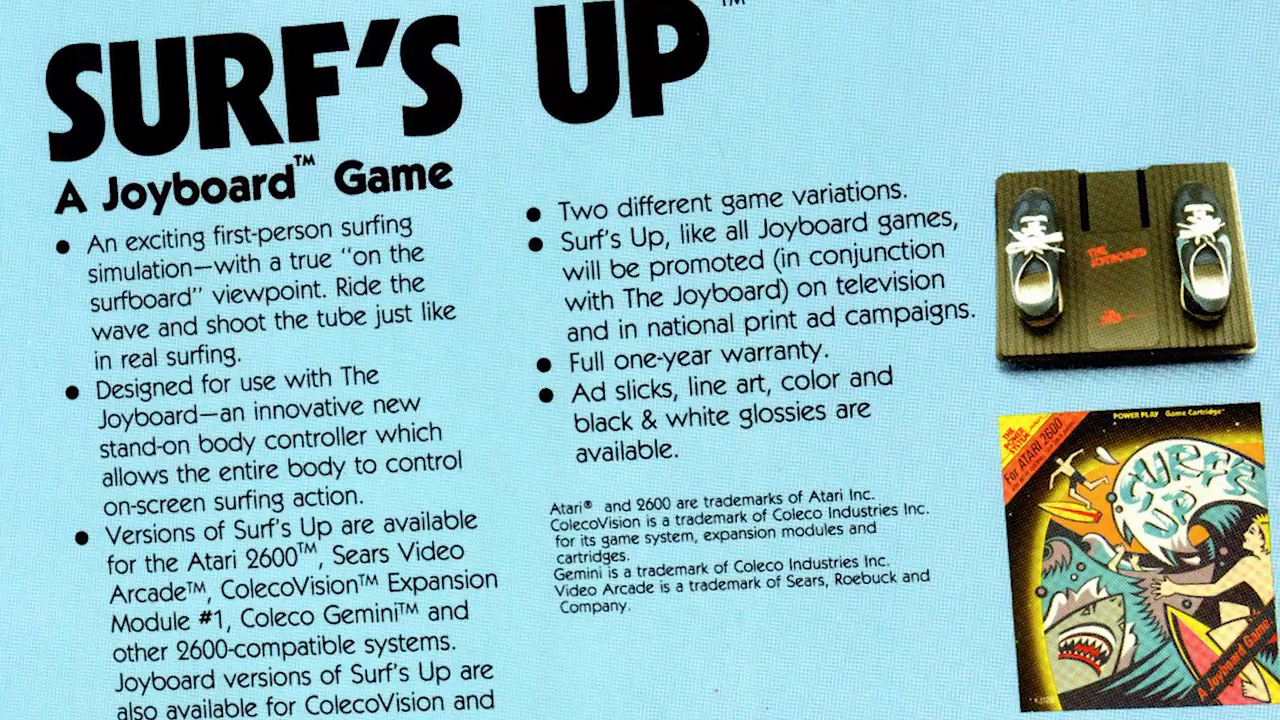 SURF'S UP™
A Joyboard™ Game
● An exciting first-person surfing
simulation—with a true "on the
surfboard" viewpoint. Ride the
wave and shoot the tube just like
in real surfing.
● Designed for use with The
Joyboard—an innovative new
stand-on body controller which
allows the entire body to control
on-screen surfing action.
● Versions of Surf's Up are available
for the Atari 2600™, Sears Video
Arcade™, ColecoVision™ Expansion
Module #1, Coleco Gemini™ and
other 2600-compatible systems.
Joyboard versions of Surf's Up are
also available for ColecoVision and
● Two different game variations.
● Surf's Up, like all Joyboard games,
will be promoted (in conjunction
with The Joyboard) on television
and in national print ad campaigns.
● Full one-year warranty.
● Ad slicks, line art, color and
black & white glossies are
available.
Atari® and 2600 are trademarks of Atari Inc.
ColecoVision is a trademark of Coleco Industries Inc.
for its game system, expansion modules and
cartridges.
Gemini is a trademark of Coleco Industries Inc.
Video Arcade is a trademark of Sears, Roebuck and
Company.
THE
JOYBOARD
POWER PLAY Game Cartridge™
THE
POWER
SYSTEM
For ATARI 2600
SURF'S
UP™
A Joyboard Game